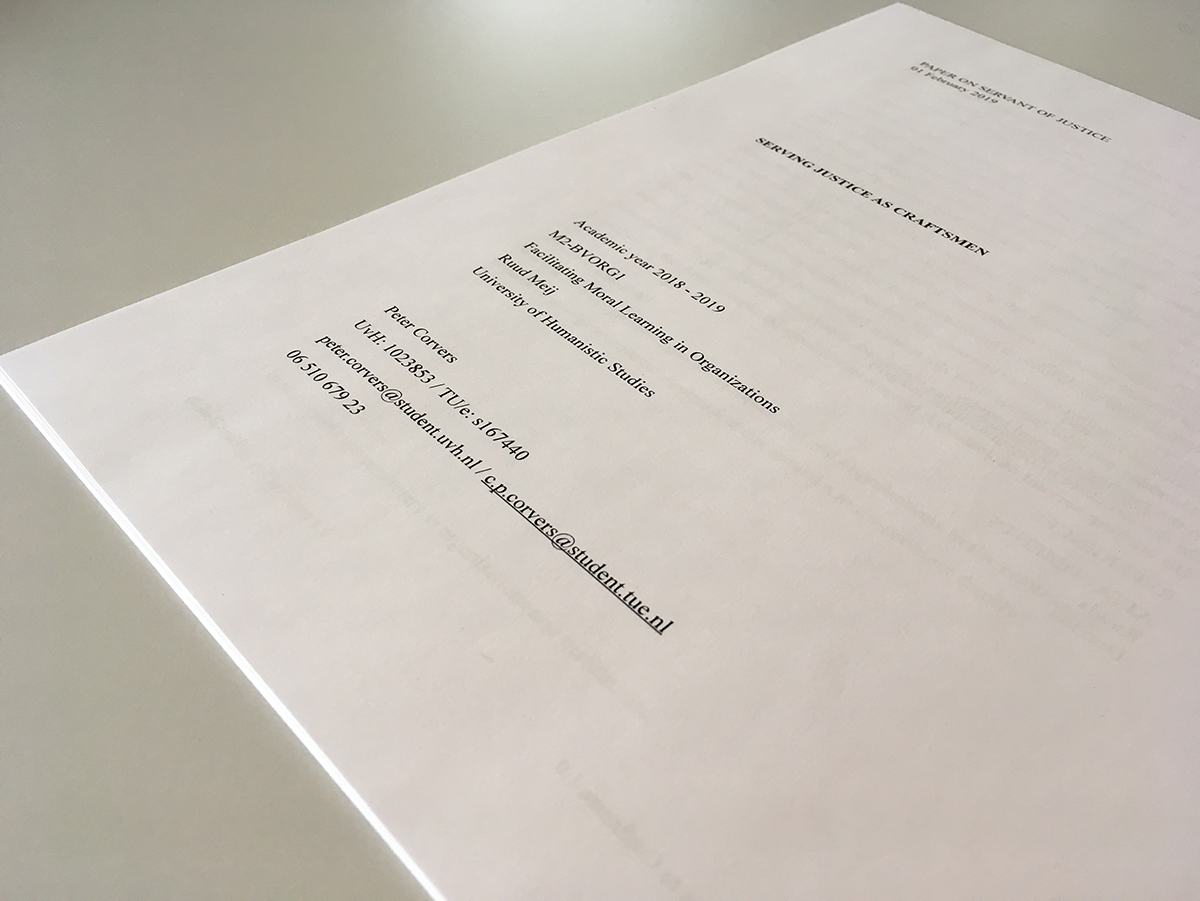 PAPER ON SERVANT OF JUSTICE
01 February 2019
SERVING JUSTICE AS CRAFTSMEN
Academic year 2018 - 2019
M2-BVORG1
Facilitating Moral Learning in Organizations
Ruud Meij
University of Humanistic Studies
Peter Corvers
UvH: 1023853 / TU/e: s167440
peter.corvers@student.uvh.nl / c.p.corvers@student.tue.nl
06 510 679 23